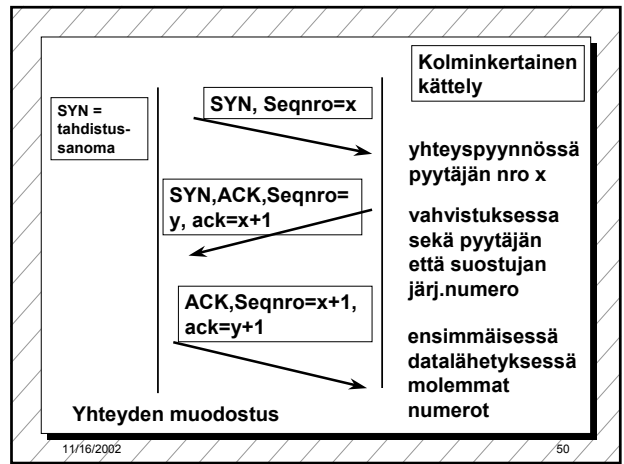 Kolminkertainen
kättely
SYN =
tahdistus-
sanoma
SYN, Seqnro=x
yhteyspyynnössä
pyytäjän nro x
SYN,ACK,Seqnro=
y, ack=x+1
vahvistuksessa
sekä pyytäjän
että suostujan
järj.numero
ACK,Seqnro=x+1,
ack=y+1
ensimmäisessä
datalähetyksessä
molemmat
numerot
Yhteyden muodostus
11/16/2002
50